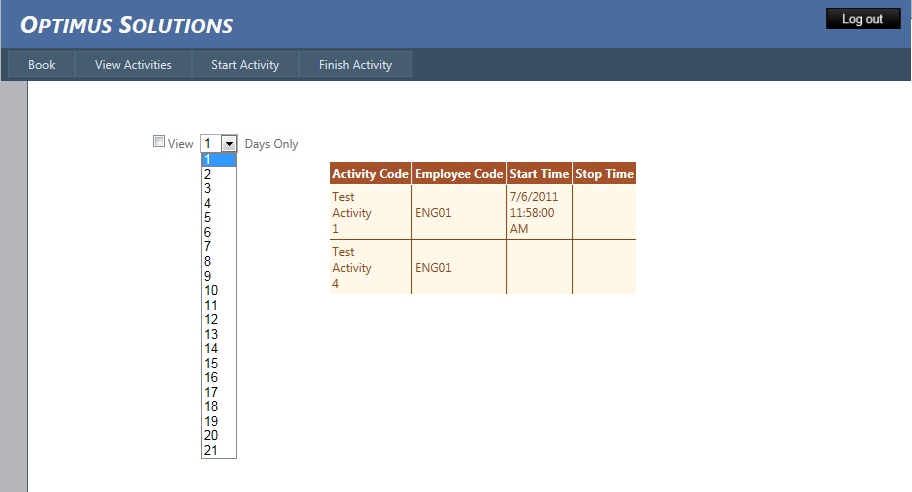 OPTIMUS SOLUTIONS
Log out
Book View Activities Start Activity Finish Activity
View 1 Days Only
1
2
3
4
5
6
7
8
9
10
11
12
13
14
15
16
17
18
19
20
21
Activity Code Employee Code Start Time Stop Time
Test
Activity
1
ENG01
7/6/2011
11:58:00
AM
Test
Activity
4
ENG01